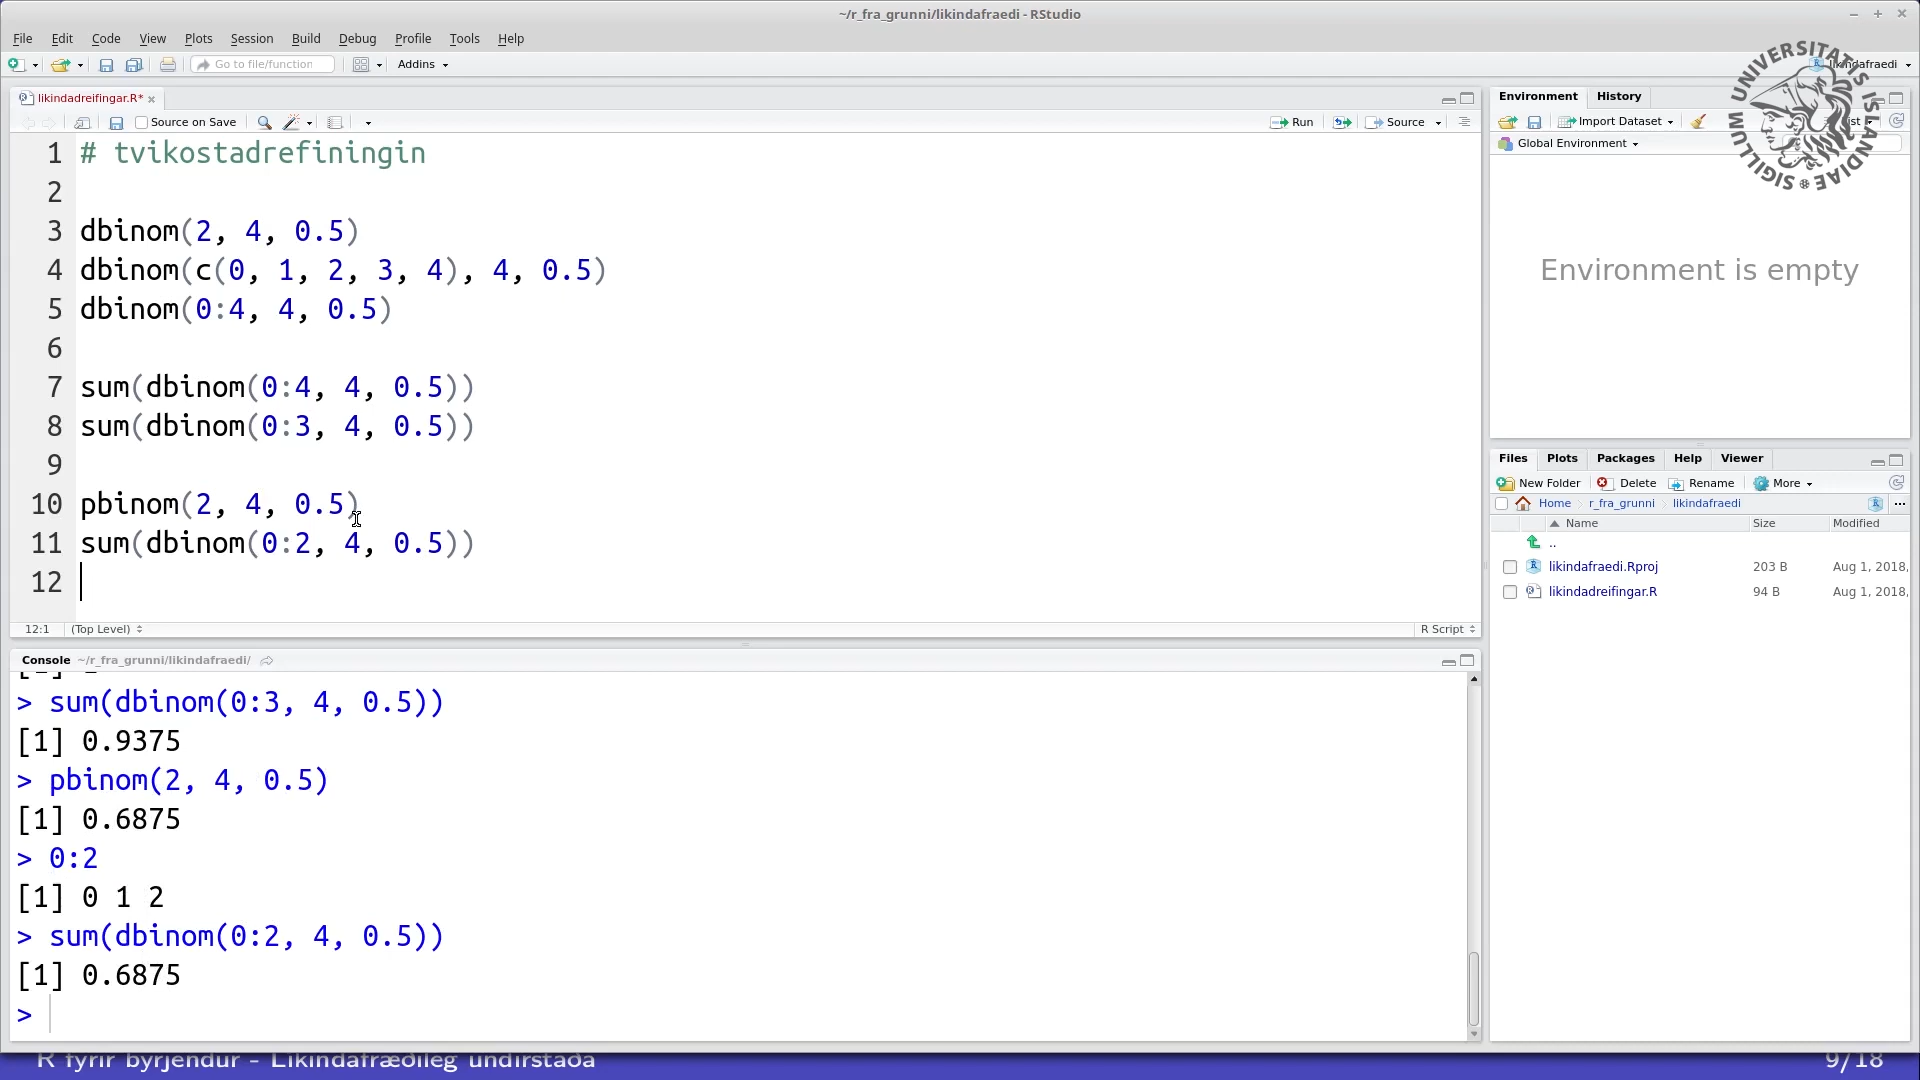 ~/r_fra_grunni/likindafraedi - RStudio
File Edit Code View Plots Session Build Debug Profile Tools Help
Go to file/function Addins likindafraedi
likindadreifingar.R*
Source on Save Run Source
1 # tvikostadrefiningin
2
3 dbinom(2, 4, 0.5)
4 dbinom(c(0, 1, 2, 3, 4), 4, 0.5)
5 dbinom(0:4, 4, 0.5)
6
7 sum(dbinom(0:4, 4, 0.5))
8 sum(dbinom(0:3, 4, 0.5))
9
10 pbinom(2, 4, 0.5)
11 sum(dbinom(0:2, 4, 0.5))
12
12:1 (Top Level) R Script
Console ~/r_fra_grunni/likindafraedi/
> sum(dbinom(0:3, 4, 0.5))
[1] 0.9375
> pbinom(2, 4, 0.5)
[1] 0.6875
> 0:2
[1] 0 1 2
> sum(dbinom(0:2, 4, 0.5))
[1] 0.6875
>
Environment History
Import Dataset
Global Environment
Environment is empty
UNIVERSITATIS ISLANDIAE SIGILLUM
Files Plots Packages Help Viewer
New Folder Delete Rename More
Home r_fra_grunni likindafraedi
Name Size Modified
..
likindafraedi.Rproj 203 B Aug 1, 2018,
likindadreifingar.R 94 B Aug 1, 2018,
R fyrir byrjendur - Líkindafræðileg undirstaða 9/18